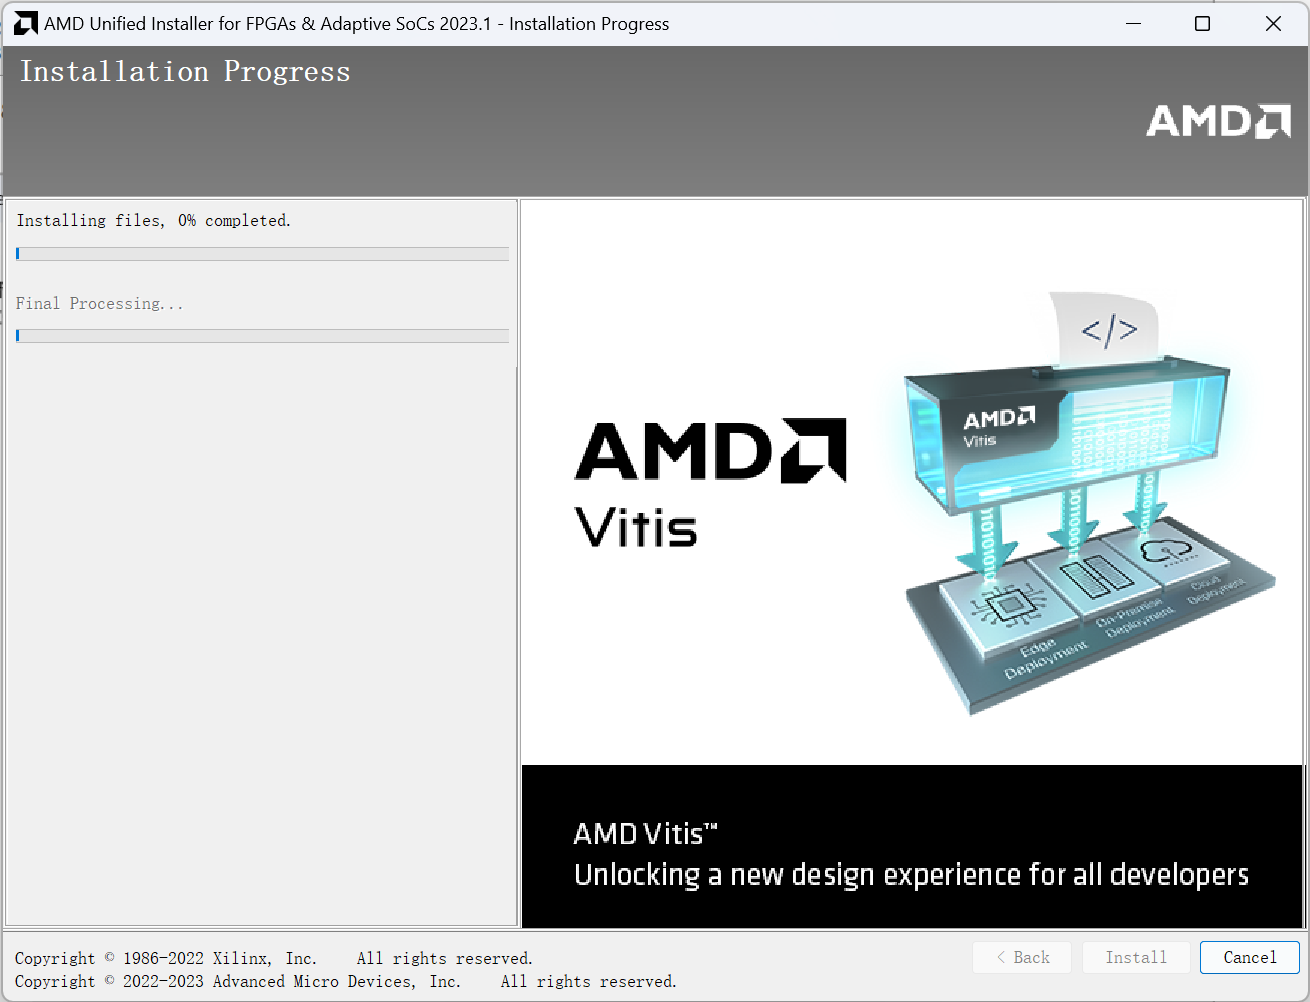 AMD Unified Installer for FPGAs & Adaptive SoCs 2023.1 - Installation Progress
Installation Progress
AMD
Installing files, 0% completed.
Final Processing...
</>
AMD
Vitis
AMD
Vitis
Edge
Deployment
On-Premise
Deployment
Cloud
Deployment
AMD Vitis™
Unlocking a new design experience for all developers
Copyright © 1986-2022 Xilinx, Inc. All rights reserved.
Copyright © 2022-2023 Advanced Micro Devices, Inc. All rights reserved.
< Back
Install
Cancel